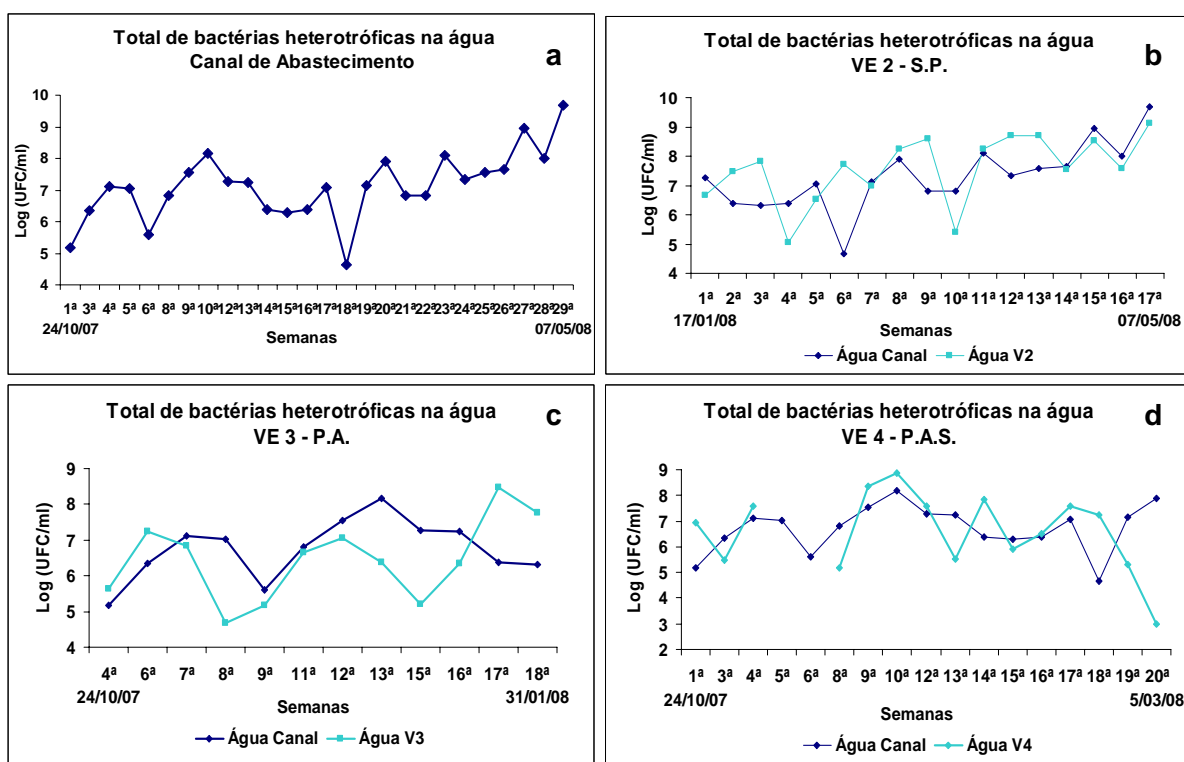 Total de bactérias heterotróficas na água
Canal de Abastecimento
a
Log (UFC/ml)
10
9
8
7
6
5
4
1ª 3ª 4ª 5ª 6ª 8ª 9ª 10ª 12ª 13ª 14ª 15ª 16ª 17ª 18ª 19ª 20ª 21ª 22ª 23ª 24ª 25ª 26ª 27ª 28ª 29ª
24/10/07 07/05/08
Semanas
Total de bactérias heterotróficas na água
VE 2 - S.P.
b
Log (UFC/ml)
10
9
8
7
6
5
4
1ª 2ª 3ª 4ª 5ª 6ª 7ª 8ª 9ª 10ª 11ª 12ª 13ª 14ª 15ª 16ª 17ª
17/01/08 07/05/08
Semanas
Água Canal Água V2
Total de bactérias heterotróficas na água
VE 3 - P.A.
c
Log (UFC/ml)
9
8
7
6
5
4
4ª 6ª 7ª 8ª 9ª 11ª 12ª 13ª 15ª 16ª 17ª 18ª
24/10/07 31/01/08
Semanas
Água Canal Água V3
Total de bactérias heterotróficas na água
VE 4 - P.A.S.
d
Log (UFC/ml)
9
8
7
6
5
4
3
2
1ª 3ª 4ª 5ª 6ª 8ª 9ª 10ª 12ª 13ª 14ª 15ª 16ª 17ª 18ª 19ª 20ª
24/10/07 5/03/08
Semanas
Água Canal Água V4